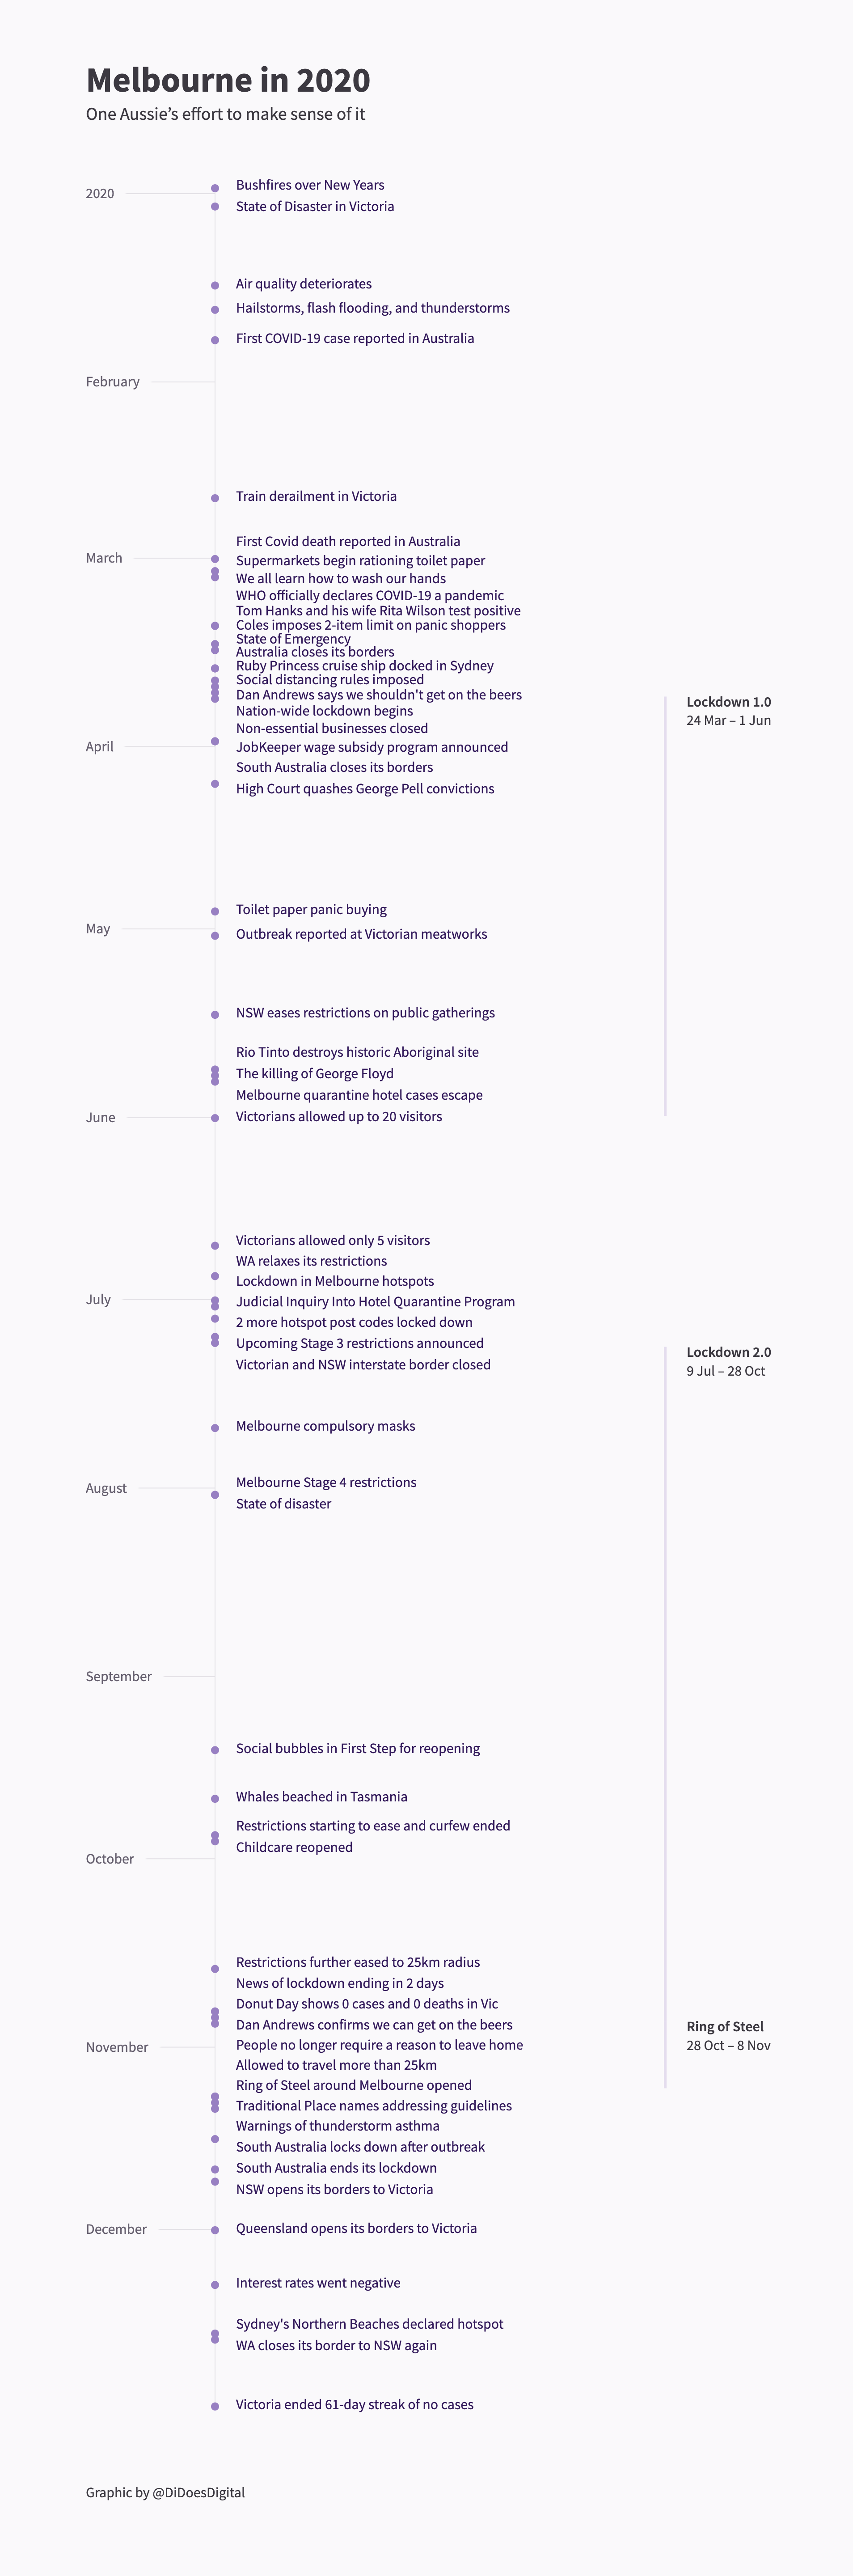 Melbourne in 2020
One Aussie’s effort to make sense of it
Bushfires over New Years
2020
State of Disaster in Victoria
Air quality deteriorates
Hailstorms, flash flooding, and thunderstorms
First COVID-19 case reported in Australia
February
Train derailment in Victoria
First Covid death reported in Australia
March
Supermarkets begin rationing toilet paper
We all learn how to wash our hands
WHO officially declares COVID-19 a pandemic
Tom Hanks and his wife Rita Wilson test positive
Coles imposes 2-item limit on panic shoppers
State of Emergency
Australia closes its borders
Ruby Princess cruise ship docked in Sydney
Social distancing rules imposed
Dan Andrews says we shouldn't get on the beers
Lockdown 1.0
24 Mar – 1 Jun
Nation-wide lockdown begins
Non-essential businesses closed
April
JobKeeper wage subsidy program announced
South Australia closes its borders
High Court quashes George Pell convictions
Toilet paper panic buying
May
Outbreak reported at Victorian meatworks
NSW eases restrictions on public gatherings
Rio Tinto destroys historic Aboriginal site
The killing of George Floyd
Melbourne quarantine hotel cases escape
June
Victorians allowed up to 20 visitors
Victorians allowed only 5 visitors
WA relaxes its restrictions
Lockdown in Melbourne hotspots
July
Judicial Inquiry Into Hotel Quarantine Program
2 more hotspot post codes locked down
Upcoming Stage 3 restrictions announced
Lockdown 2.0
9 Jul – 28 Oct
Victorian and NSW interstate border closed
Melbourne compulsory masks
Melbourne Stage 4 restrictions
August
State of disaster
September
Social bubbles in First Step for reopening
Whales beached in Tasmania
Restrictions starting to ease and curfew ended
Childcare reopened
October
Restrictions further eased to 25km radius
News of lockdown ending in 2 days
Donut Day shows 0 cases and 0 deaths in Vic
Dan Andrews confirms we can get on the beers
Ring of Steel
28 Oct – 8 Nov
People no longer require a reason to leave home
November
Allowed to travel more than 25km
Ring of Steel around Melbourne opened
Traditional Place names addressing guidelines
Warnings of thunderstorm asthma
South Australia locks down after outbreak
South Australia ends its lockdown
NSW opens its borders to Victoria
December
Queensland opens its borders to Victoria
Interest rates went negative
Sydney's Northern Beaches declared hotspot
WA closes its border to NSW again
Victoria ended 61-day streak of no cases
Graphic by @DiDoesDigital